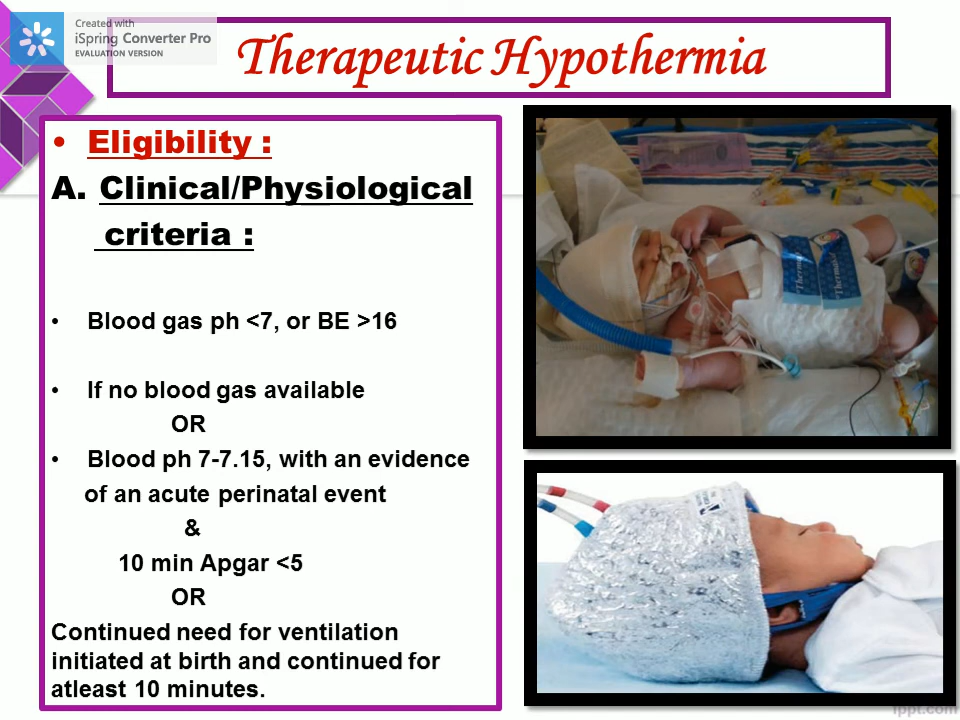 Created with
iSpring Converter Pro
EVALUATION VERSION
Therapeutic Hypothermia
• Eligibility :
A. Clinical/Physiological
criteria :
• Blood gas ph <7, or BE >16
• If no blood gas available
OR
• Blood ph 7-7.15, with an evidence
of an acute perinatal event
&
10 min Apgar <5
OR
Continued need for ventilation
initiated at birth and continued for
atleast 10 minutes.
Thermasol
fppt.com